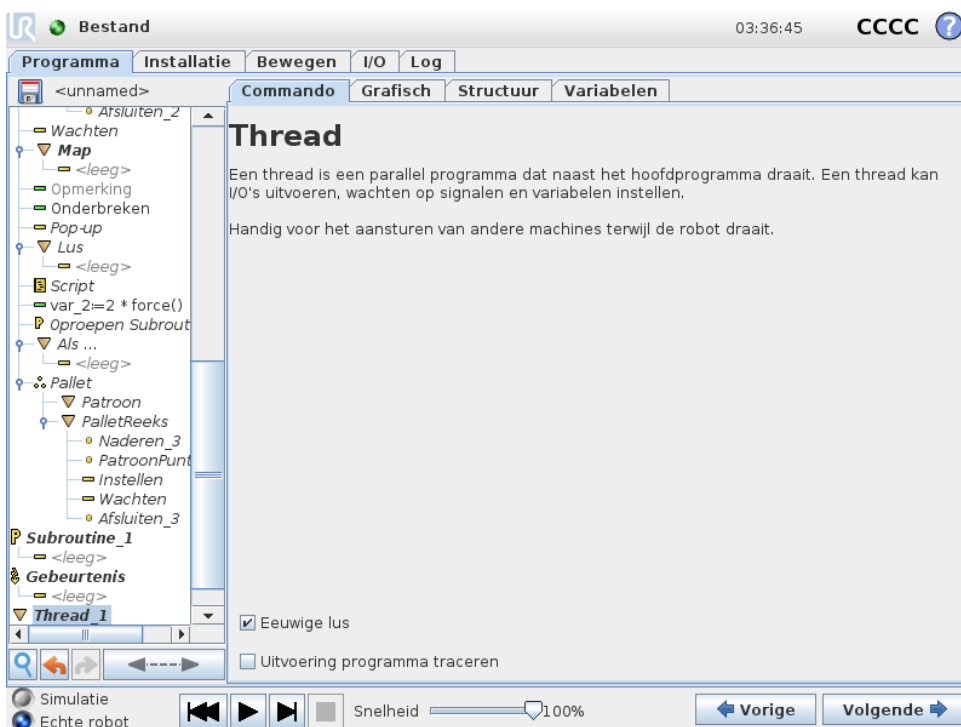 UR Bestand 03:36:45 CCCC ?
Programma Installatie Bewegen I/O Log
<unnamed> Commando Grafisch Structuur Variabelen
Afsluiten_2
Wachten
Map
<leeg>
Opmerking
Onderbreken
Pop-up
Lus
<leeg>
Script
var_2:=2 * force()
Oproepen Subrout
Als ...
<leeg>
Pallet
Patroon
PalletReeks
Naderen_3
PatroonPunt
Instellen
Wachten
Afsluiten_3
Subroutine_1
<leeg>
Gebeurtenis
<leeg>
Thread_1
Thread
Een thread is een parallel programma dat naast het hoofdprogramma draait. Een thread kan
I/O's uitvoeren, wachten op signalen en variabelen instellen.
Handig voor het aansturen van andere machines terwijl de robot draait.
Eeuwige lus
Uitvoering programma traceren
Simulatie
Echte robot
Snelheid 100%
Vorige Volgende